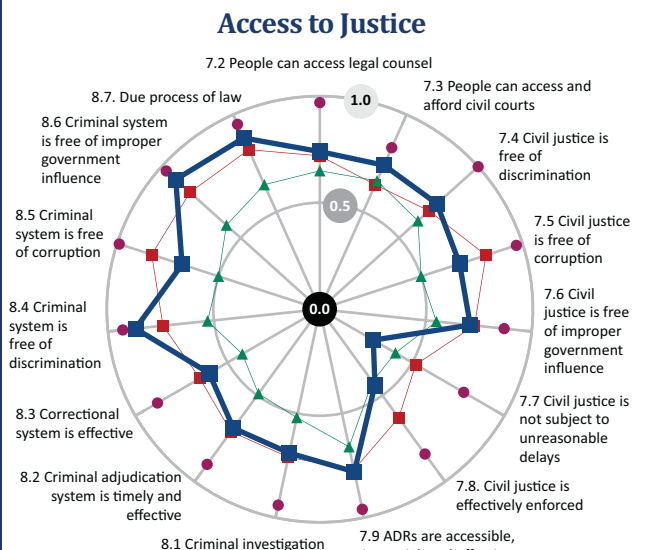 Access to Justice
7.2 People can access legal counsel
7.3 People can access and
afford civil courts
7.4 Civil justice is
free of
discrimination
7.5 Civil justice
is free of
corruption
7.6 Civil
justice is free
of improper
government
influence
7.7 Civil justice is
not subject to
unreasonable
delays
7.8. Civil justice is
effectively enforced
7.9 ADRs are accessible,
8.1 Criminal investigation
8.2 Criminal adjudication
system is timely and
effective
8.3 Correctional
system is effective
8.4 Criminal
system is
free of
discrimination
8.5 Criminal
system is free
of corruption
8.6 Criminal system
is free of improper
government
influence
8.7. Due process of law
1.0
0.5
0.0